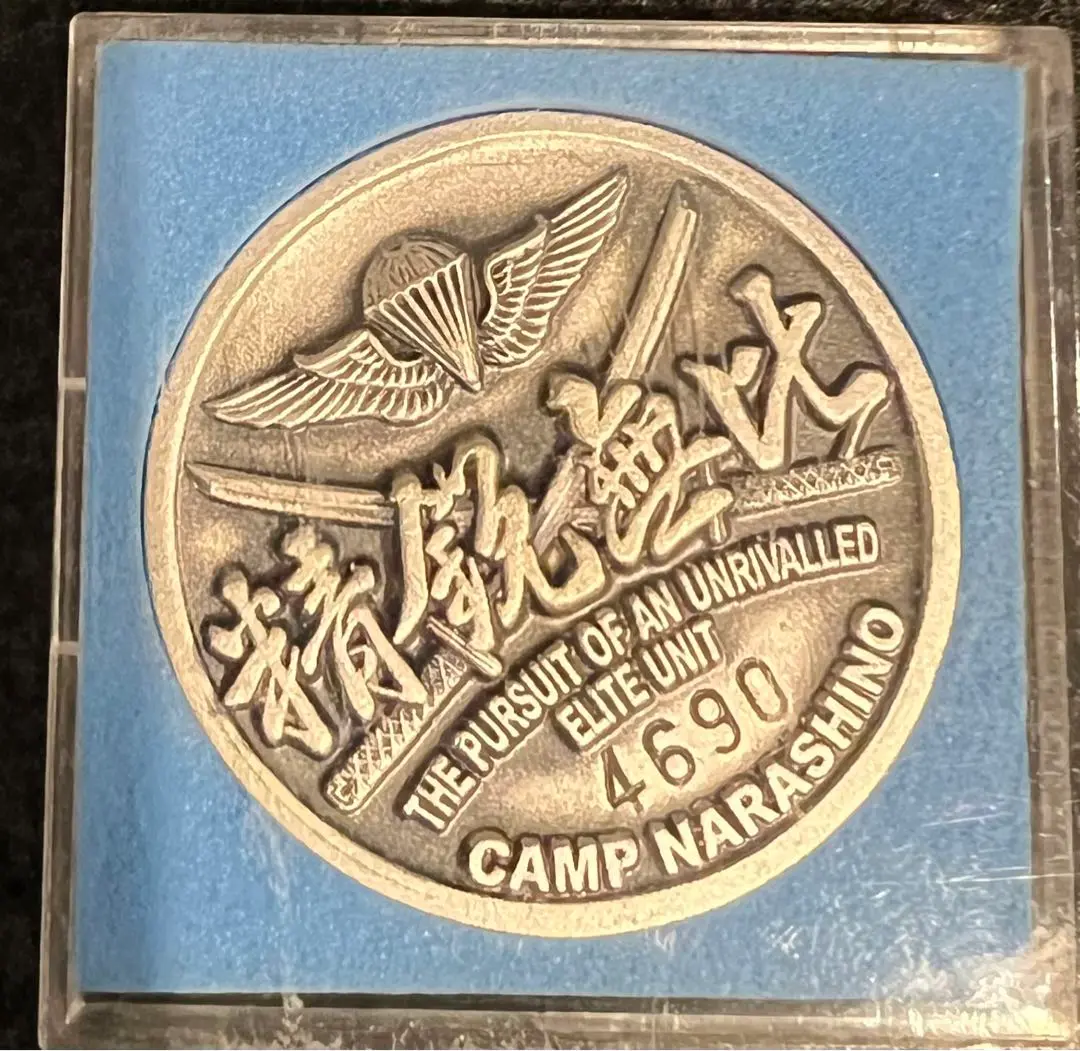 精鋭無比
THE PURSUIT OF AN UNRIVALLED
ELITE UNIT
4690
CAMP NARASHINO